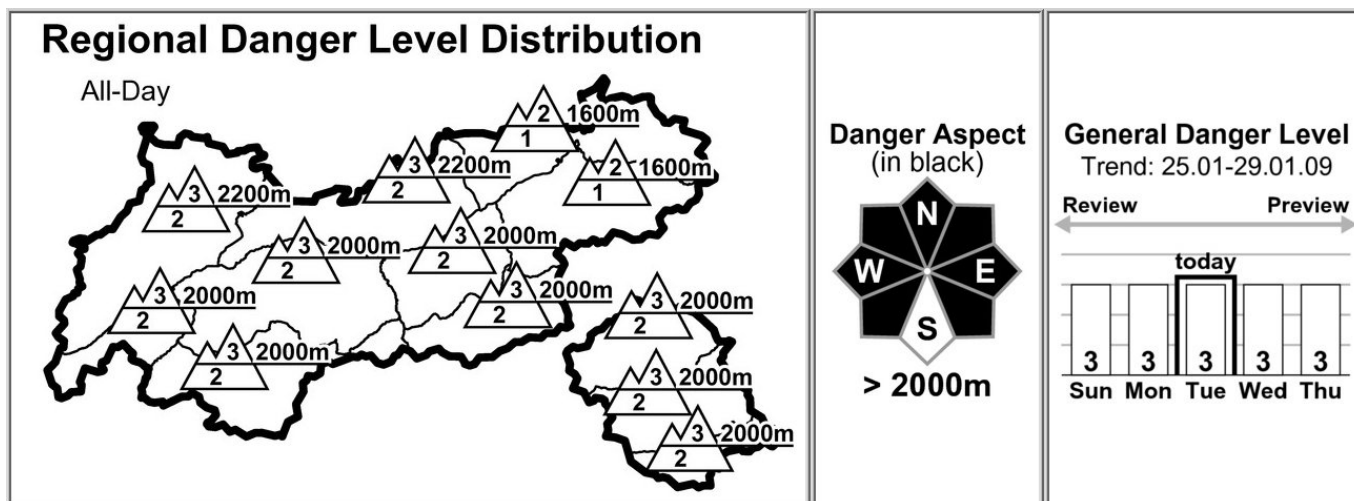 Regional Danger Level Distribution
All-Day
2 1600m
1
3 2200m
2
2 1600m
1
3 2200m
2
3 2000m
2
3 2000m
2
3 2000m
2
3 2000m
2
3 2000m
2
3 2000m
2
3 2000m
2
3 2000m
2
Danger Aspect
(in black)
N
W E
S
> 2000m
General Danger Level
Trend: 25.01-29.01.09
Review Preview
today
3 3 3 3 3
Sun Mon Tue Wed Thu